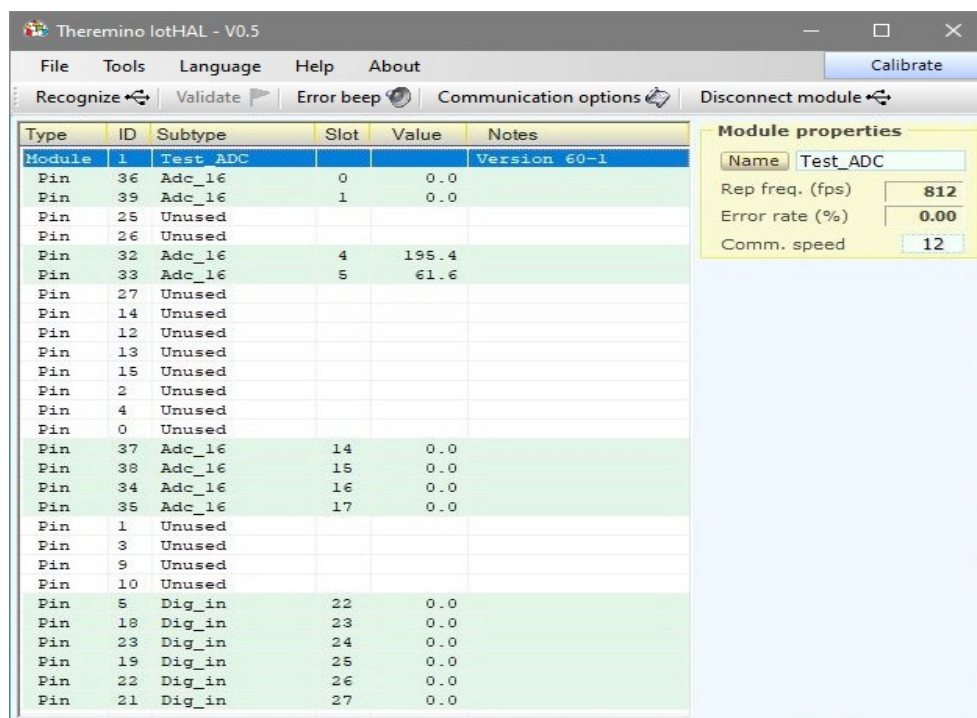 Theremino IotHAL - V0.5
File Tools Language Help About Calibrate
Recognize Validate Error beep Communication options Disconnect module
Type ID Subtype Slot Value Notes
Module 1 Test_ADC Version 60-1
Pin 36 Adc_16 0 0.0
Pin 39 Adc_16 1 0.0
Pin 25 Unused
Pin 26 Unused
Pin 32 Adc_16 4 195.4
Pin 33 Adc_16 5 61.6
Pin 27 Unused
Pin 14 Unused
Pin 12 Unused
Pin 13 Unused
Pin 15 Unused
Pin 2 Unused
Pin 4 Unused
Pin 0 Unused
Pin 37 Adc_16 14 0.0
Pin 38 Adc_16 15 0.0
Pin 34 Adc_16 16 0.0
Pin 35 Adc_16 17 0.0
Pin 1 Unused
Pin 3 Unused
Pin 9 Unused
Pin 10 Unused
Pin 5 Dig_in 22 0.0
Pin 18 Dig_in 23 0.0
Pin 23 Dig_in 24 0.0
Pin 19 Dig_in 25 0.0
Pin 22 Dig_in 26 0.0
Pin 21 Dig_in 27 0.0
Module properties
Name Test_ADC
Rep freq. (fps) 812
Error rate (%) 0.00
Comm. speed 12